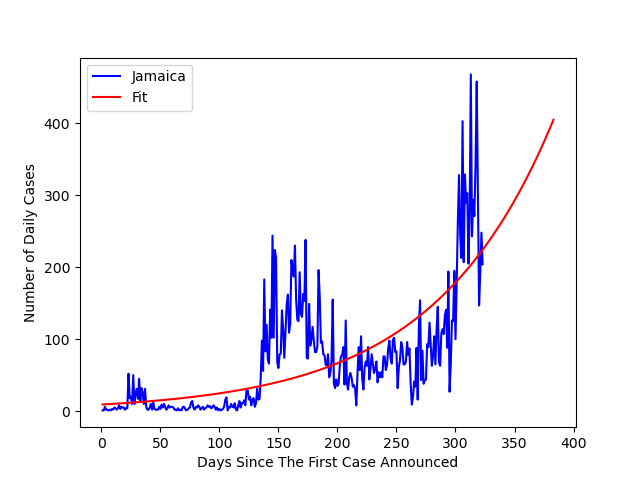 Jamaica
Fit
Number of Daily Cases
400
300
200
100
0
0 50 100 150 200 250 300 350 400
Days Since The First Case Announced